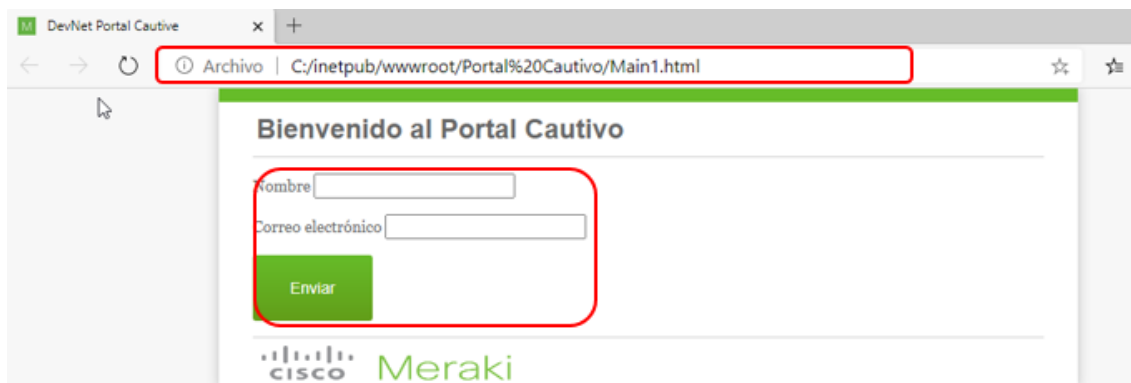 M DevNet Portal Cautive
Archivo | C:/inetpub/wwwroot/Portal%20Cautivo/Main1.html
Bienvenido al Portal Cautivo
Nombre
Correo electrónico
Enviar
CISCO Meraki